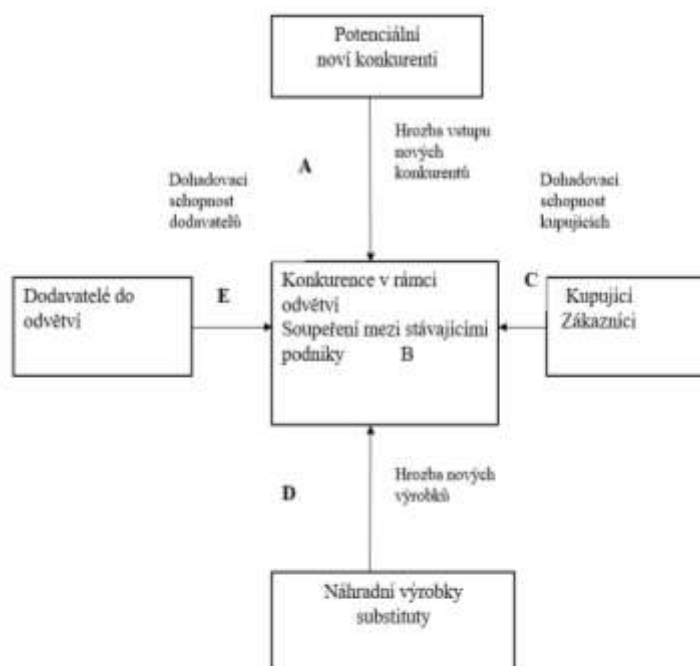 Potenciální
noví konkurenti
Hrozba vstupu
nových
konkurentů
A
Dohadovací
schopnost
dodavatelů
Dohadovací
schopnost
kupujících
Dodavatelé do
odvětví
E
Konkurence v rámci
odvětví
Soupeření mezi stávajícími
podniky B
C
Kupující
Zákazníci
D
Hrozba nových
výrobků
Náhradní výrobky
substituty